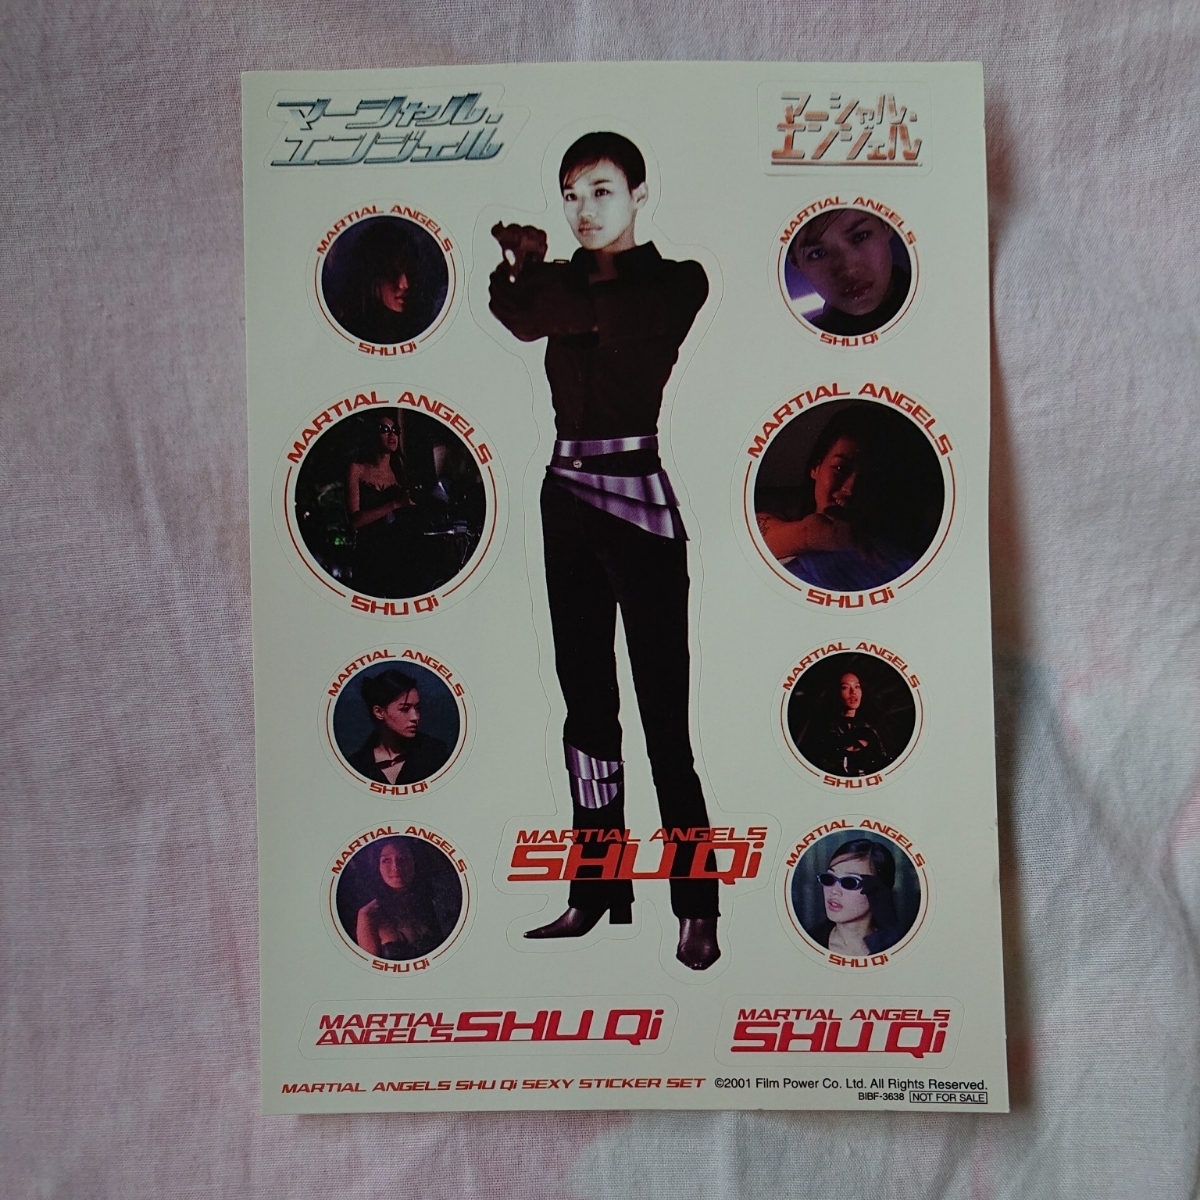 マーシャル・
エンジェル
マーシャル・
エンジェル
MARTIAL ANGELS
SHU Qi
MARTIAL ANGELS
SHU Qi
MARTIAL ANGELS
SHU Qi
MARTIAL ANGELS
SHU Qi
MARTIAL ANGELS
SHU Qi
MARTIAL ANGELS
SHU Qi
MARTIAL ANGELS
SHU Qi
MARTIAL ANGELS
SHU Qi
MARTIAL ANGELS
SHU Qi
MARTIAL
ANGELS SHU Qi
MARTIAL ANGELS
SHU Qi
MARTIAL ANGELS SHU Qi SEXY STICKER SET ©2001 Film Power Co. Ltd. All Rights Reserved.
BIBF-3638 NOT FOR SALE